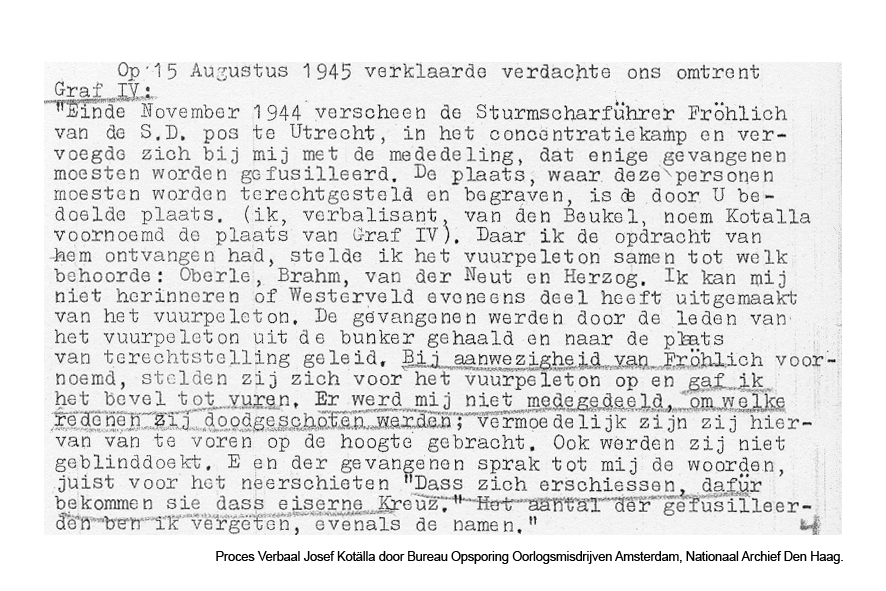 Op 15 Augustus 1945 verklaarde verdachte ons omtrent
Graf IV:
"Einde November 1944 verscheen de Sturmscharführer Fröhlich
van de S.D. pos te Utrecht, in het concentratiekamp en ver-
voegde zich bij mij met de mededeling, dat enige gevangenen
moesten worden gefusilleerd. De plaats, waar deze personen
moesten worden terechtgesteld en begraven, is de door U be-
doelde plaats. (ik, verbalisant, van den Beukel, noem Kotalla
voornoemd de plaats van Graf IV). Daar ik de opdracht van
hem ontvangen had, stelde ik het vuurpeleton samen tot welk
behoorde: Oberle, Brahm, van der Neut en Herzog. Ik kan mij
niet herinneren of Westerveld eveneens deel heeft uitgemaakt
van het vuurpeleton. De gevangenen werden door de leden van
het vuurpeleton uit de bunker gehaald en naar de plaats
van terechtstelling geleid. Bij aanwezigheid van Fröhlich voor-
noemd, stelden zij zich voor het vuurpeleton op en gaf ik
het bevel tot vuren. Er werd mij niet medegedeeld, om welke
redenen zij doodgeschoten werden; vermoedelijk zijn zij hier-
van van te voren op de hoogte gebracht. Ook werden zij niet
geblinddoekt. E en der gevangenen sprak tot mij de woorden,
juist voor het neerschieten "Dass zich erschiessen, dafür
bekommen sie dass eiserne Kreuz." Het aantal der gefusilleer-
den ben ik vergeten, evenals de namen."
Proces Verbaal Josef Kotälla door Bureau Opsporing Oorlogsmisdrijven Amsterdam, Nationaal Archief Den Haag.